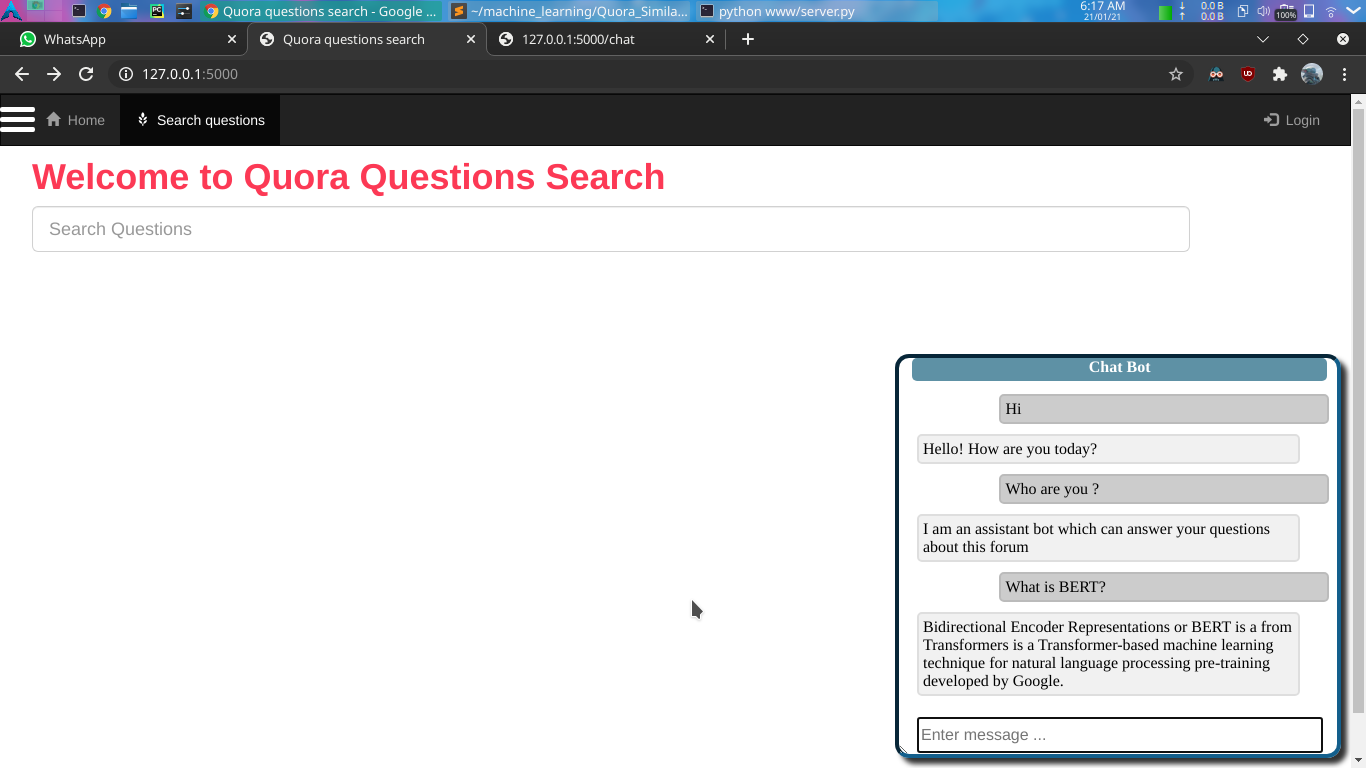 Quora questions search - Google ...
~/machine_learning/Quora_Simila...
python www/server.py
6:17 AM
21/01/21
0.0 B
0.0 B
100%
WhatsApp
Quora questions search
127.0.0.1:5000/chat
127.0.0.1:5000
Home
Search questions
Login
Welcome to Quora Questions Search
Search Questions
Chat Bot
Hi
Hello! How are you today?
Who are you ?
I am an assistant bot which can answer your questions
about this forum
What is BERT?
Bidirectional Encoder Representations or BERT is a from
Transformers is a Transformer-based machine learning
technique for natural language processing pre-training
developed by Google.
Enter message ...